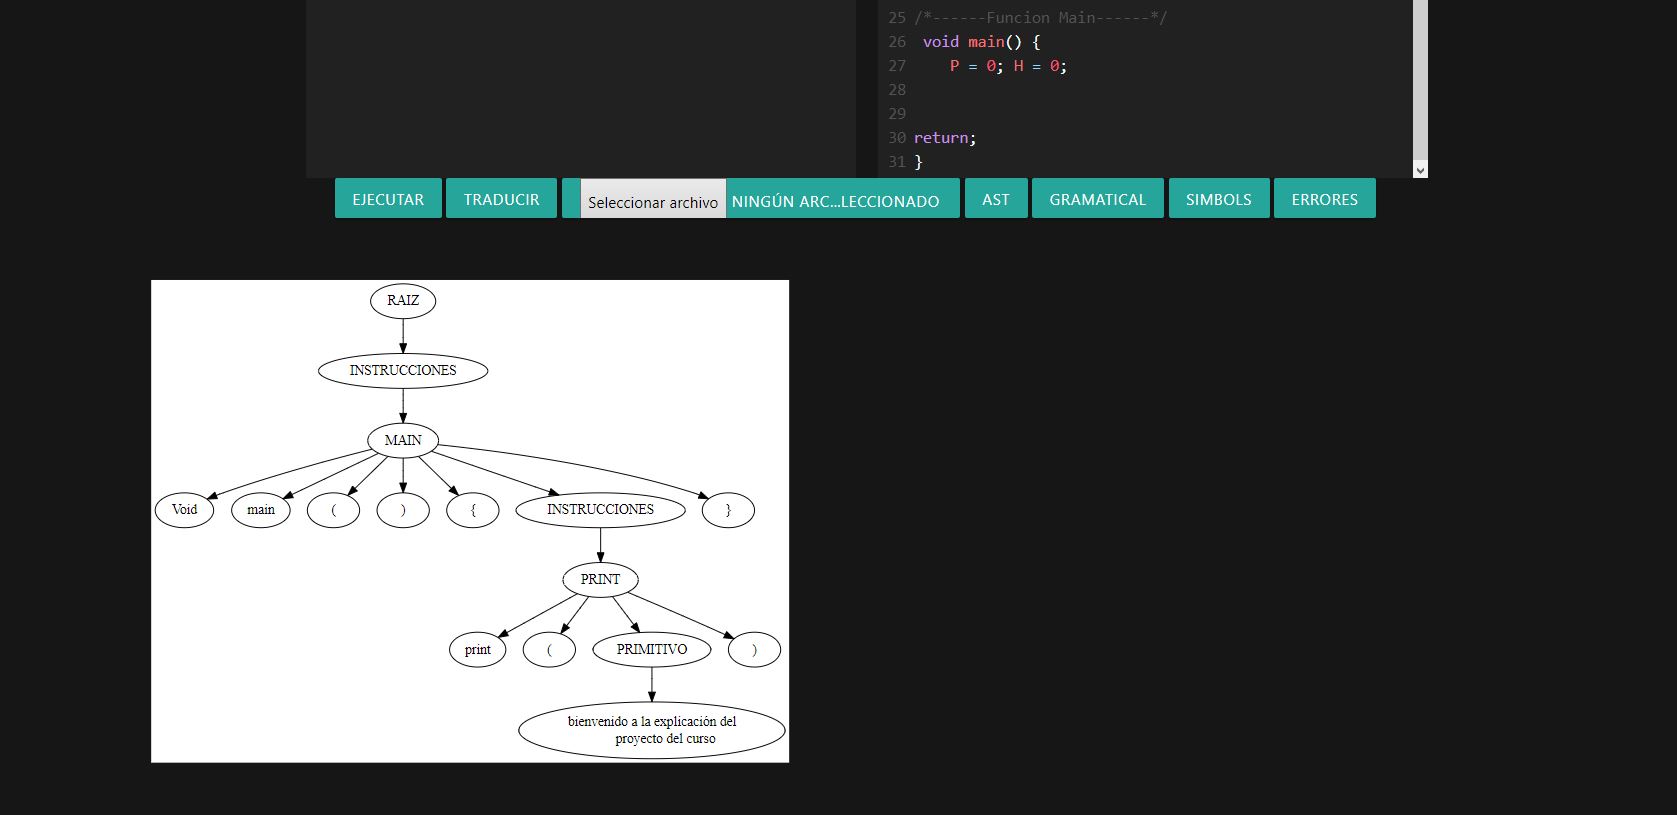 25 /*------Funcion Main------*/
26 void main() {
27 P = 0; H = 0;
28
29
30 return;
31 }
EJECUTAR TRADUCIR Seleccionar archivo NINGÚN ARC...LECCIONADO AST GRAMATICAL SIMBOLS ERRORES
RAIZ
INSTRUCCIONES
MAIN
Void main ( ) { INSTRUCCIONES }
PRINT
print ( PRIMITIVO )
bienvenido a la explicación del
proyecto del curso